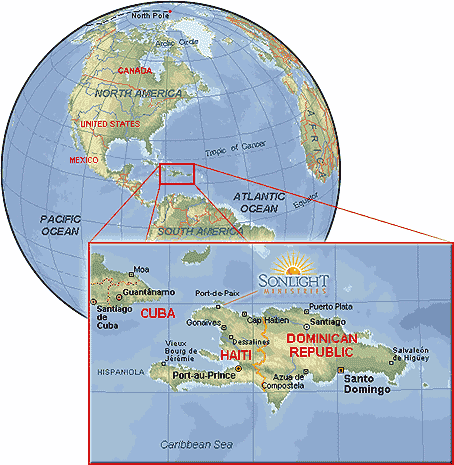 North Pole
Arctic Circle
CANADA
NORTH AMERICA
UNITED STATES
MEXICO
Tropic of Cancer
AFRICA
ATLANTIC
OCEAN
Equator
PACIFIC
OCEAN
SOUTH AMERICA
SONLIGHT
MINISTRIES
Moa
Guantánamo
Santiago
de Cuba
CUBA
Port-de-Paix
Puerto Plata
Cap Haitien
Gonaives
Santiago
Dessalines
DOMINICAN
REPUBLIC
Vieux
Bourg de
Jérémie
HAITI
Salvaleón
de Higüey
HISPANIOLA
Port-au-Prince
Azua de
Compostela
Santo
Domingo
Caribbean Sea